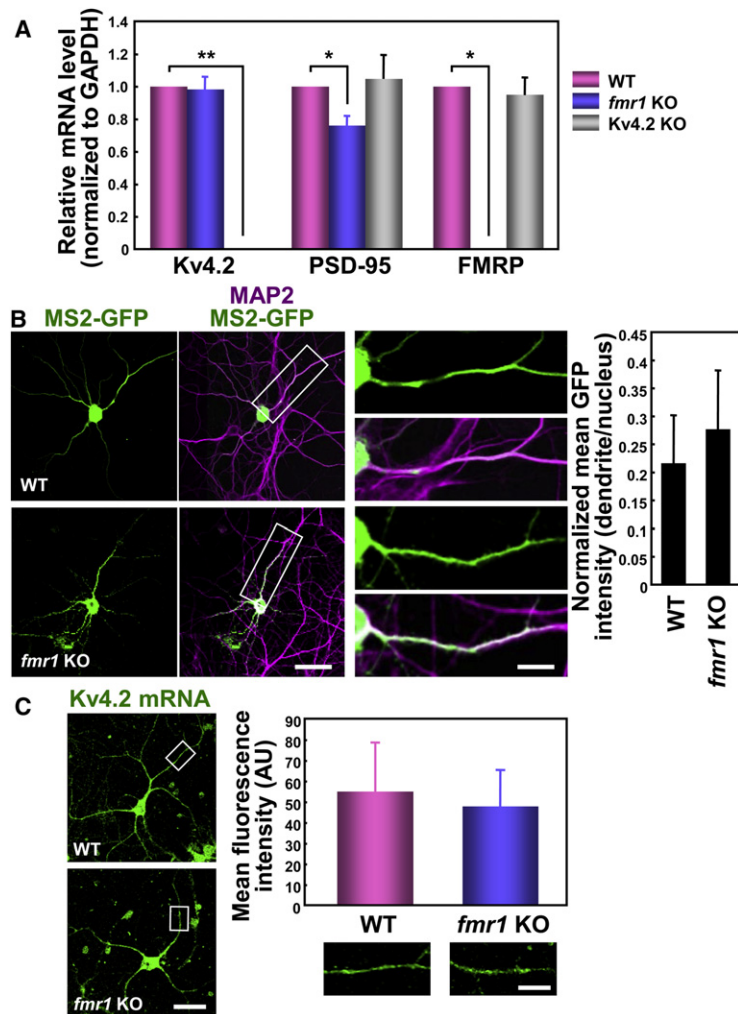 A
Relative mRNA level
(normalized to GAPDH)
1.4
1.2
1.0
0.8
0.6
0.4
0.2
0
**
*
*
Kv4.2
PSD-95
FMRP
WT
fmr1 KO
Kv4.2 KO
B
MS2-GFP
MAP2
MS2-GFP
WT
fmr1 KO
Normalized mean GFP
intensity (dendrite/nucleus)
0.45
0.4
0.35
0.3
0.25
0.2
0.15
0.1
0.05
0
WT
fmr1 KO
C
Kv4.2 mRNA
WT
fmr1 KO
Mean fluorescence
intensity (AU)
90
80
70
60
50
40
30
20
10
0
WT
fmr1 KO